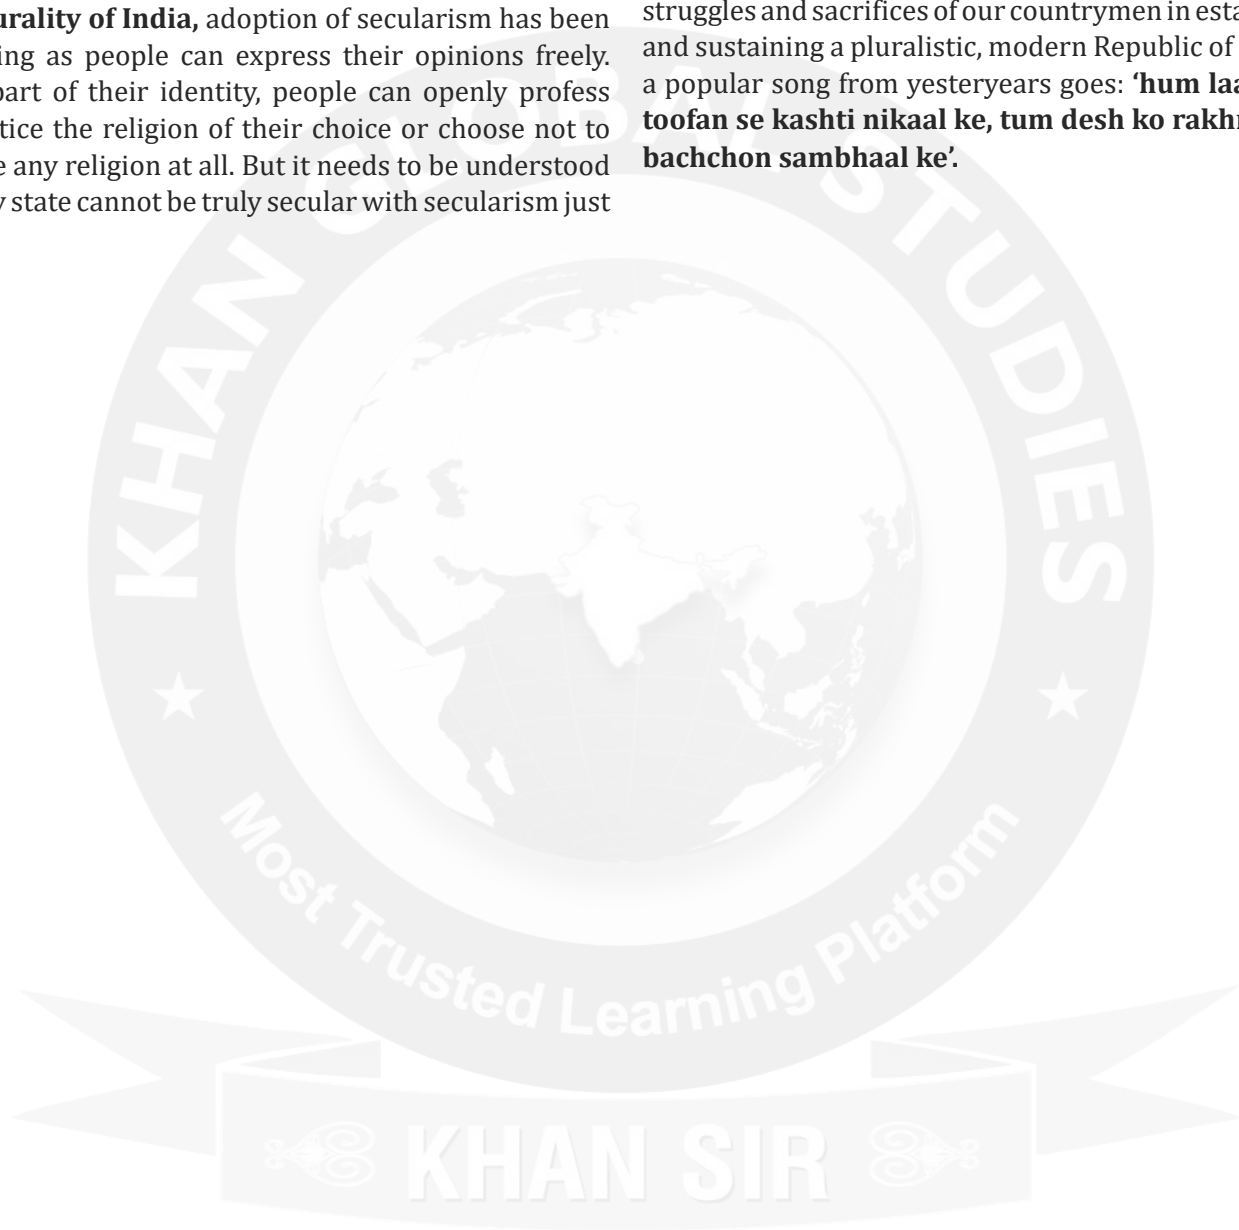 urality of India, adoption of secularism has been
ing as people can express their opinions freely.
part of their identity, people can openly profess
tice the religion of their choice or choose not to
e any religion at all. But it needs to be understood
y state cannot be truly secular with secularism just
struggles and sacrifices of our countrymen in esta
and sustaining a pluralistic, modern Republic of
a popular song from yesteryears goes: ‘hum laa
toofan se kashti nikaal ke, tum desh ko rakh
bachchon sambhaal ke’.
KHAN GLOBAL STUDIES
Most Trusted Learning Platform
KHAN SIR